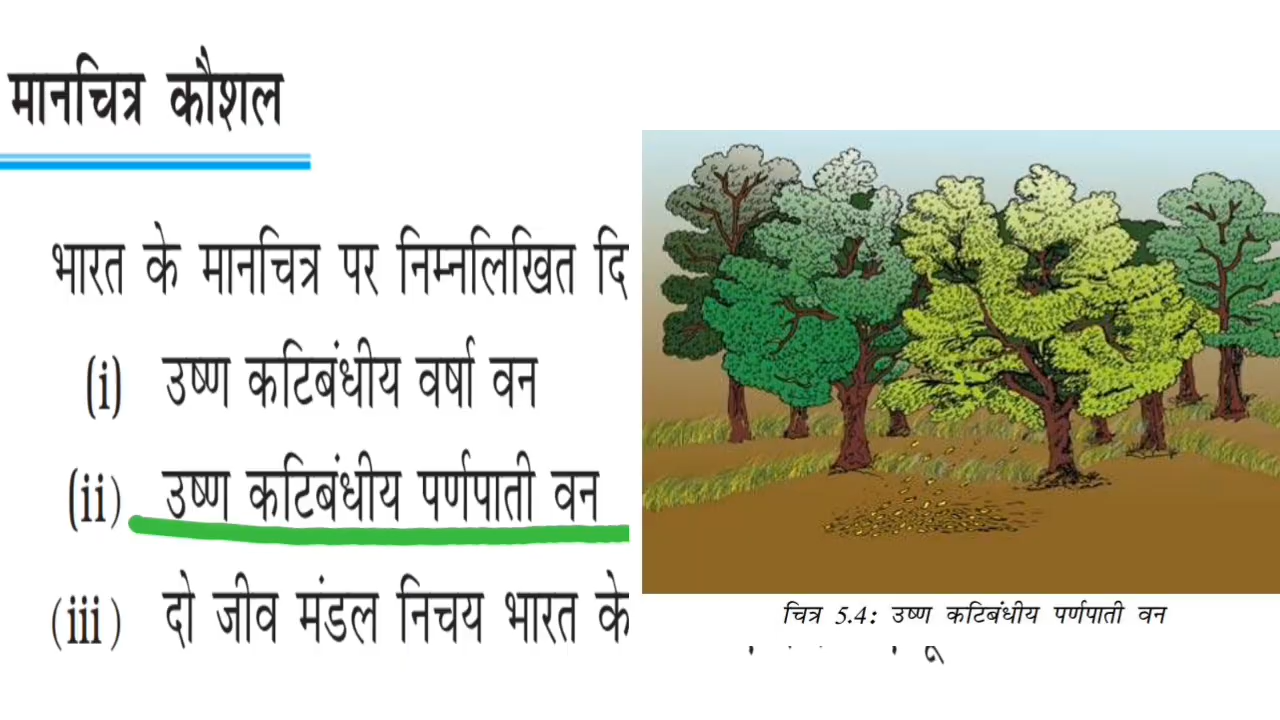 मानचित्र कौशल
भारत के मानचित्र पर निम्नलिखित
(i) उष्ण कटिबंधीय वर्षा वन
(ii) उष्ण कटिबंधीय पर्णपाती वन
(iii) दो जीव मंडल निचय भारत के
चित्र 5.4: उष्ण कटिबंधीय पर्णपाती वन